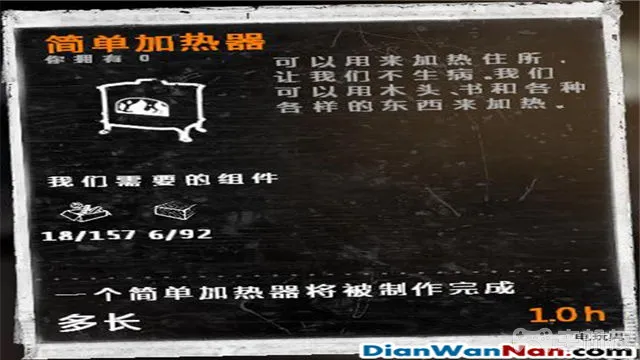 简单加热器
你拥有 0
可以用来加热住所，
让我们不生病。我们
可以用木头、书和各种
各样的东西来加热。
我们需要的组件
18/157 6/92
一个简单加热器将被制作完成
多长
1.0 h
DianWanNan.com